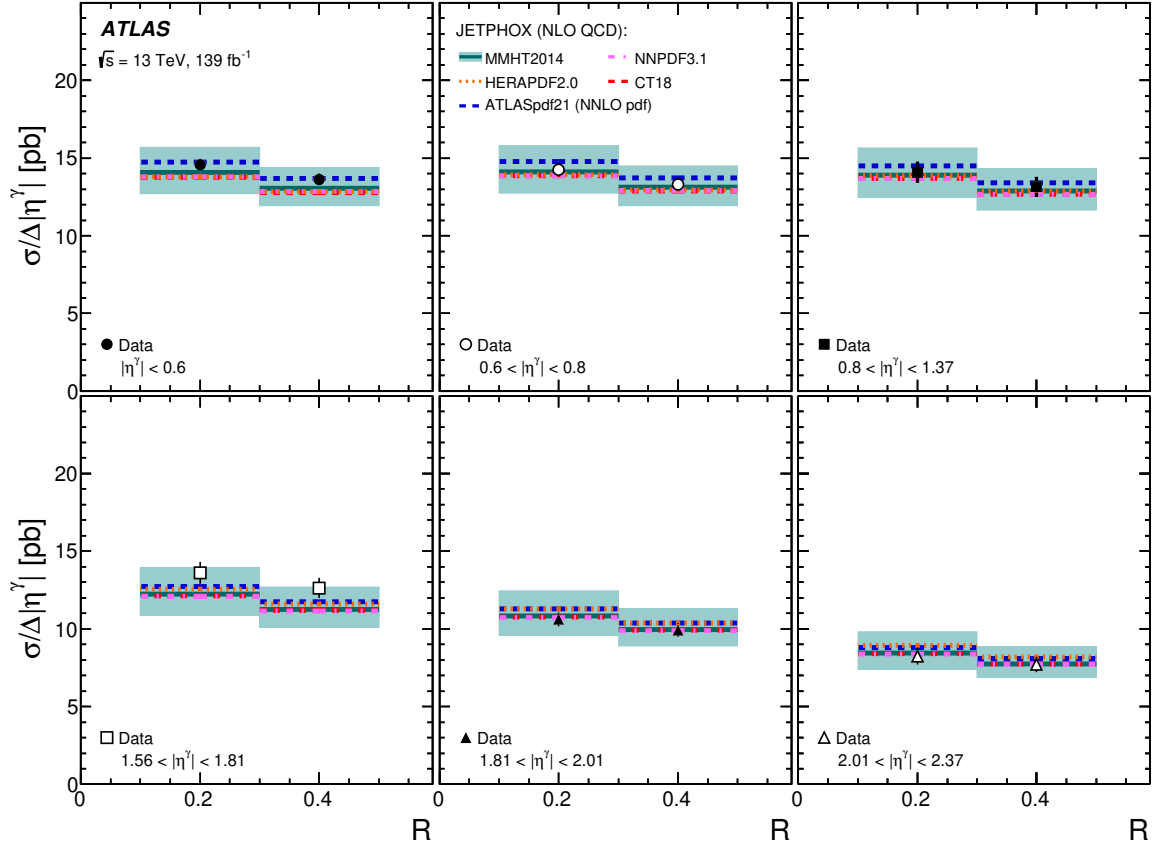 ATLAS
√s = 13 TeV, 139 fb⁻¹
JETPHOX (NLO QCD):
MMHT2014
NNPDF3.1
HERAPDF2.0
CT18
ATLASpdf21 (NNLO pdf)
σ/Δ|η^γ| [pb]
20
15
10
5
0
Data
|η^γ| < 0.6
Data
0.6 < |η^γ| < 0.8
Data
0.8 < |η^γ| < 1.37
σ/Δ|η^γ| [pb]
20
15
10
5
0
Data
1.56 < |η^γ| < 1.81
Data
1.81 < |η^γ| < 2.01
Data
2.01 < |η^γ| < 2.37
0 0.2 0.4
0 0.2 0.4
0 0.2 0.4
R
R
R